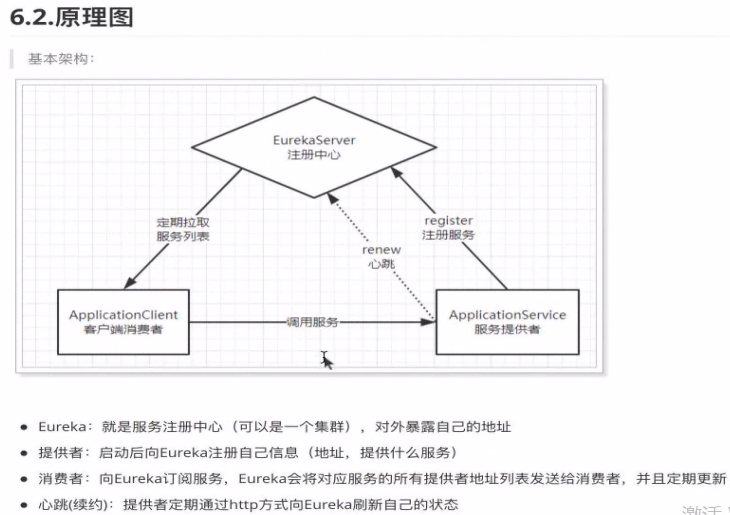 6.2.原理图
基本架构：
EurekaServer
注册中心
定期拉取
服务列表
register
注册服务
renew
心跳
ApplicationClient
客户端消费者
调用服务
ApplicationService
服务提供者
Eureka：就是服务注册中心（可以是一个集群），对外暴露自己的地址
提供者：启动后向Eureka注册自己信息（地址，提供什么服务）
消费者：向Eureka订阅服务，Eureka会将对应服务的所有提供者地址列表发送给消费者，并且定期更新
心跳(续约)：提供者定期通过http方式向Eureka刷新自己的状态